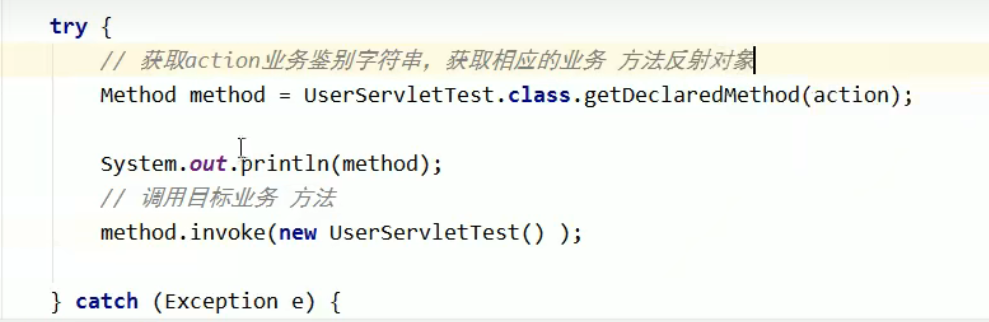 try {
// 获取action业务鉴别字符串，获取相应的业务 方法反射对象
Method method = UserServletTest.class.getDeclaredMethod(action);
System.out.println(method);
// 调用目标业务 方法
method.invoke(new UserServletTest() );
} catch (Exception e) {